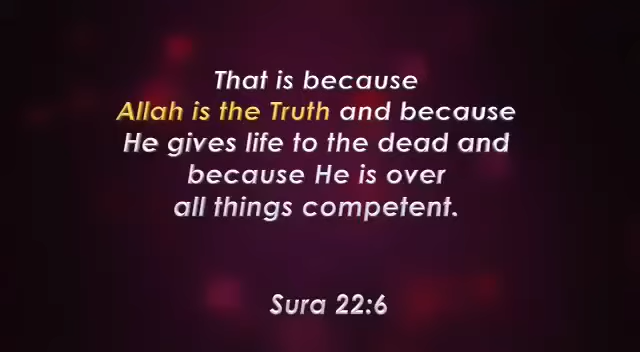 That is because
Allah is the Truth and because
He gives life to the dead and
because He is over
all things competent.
Sura 22:6